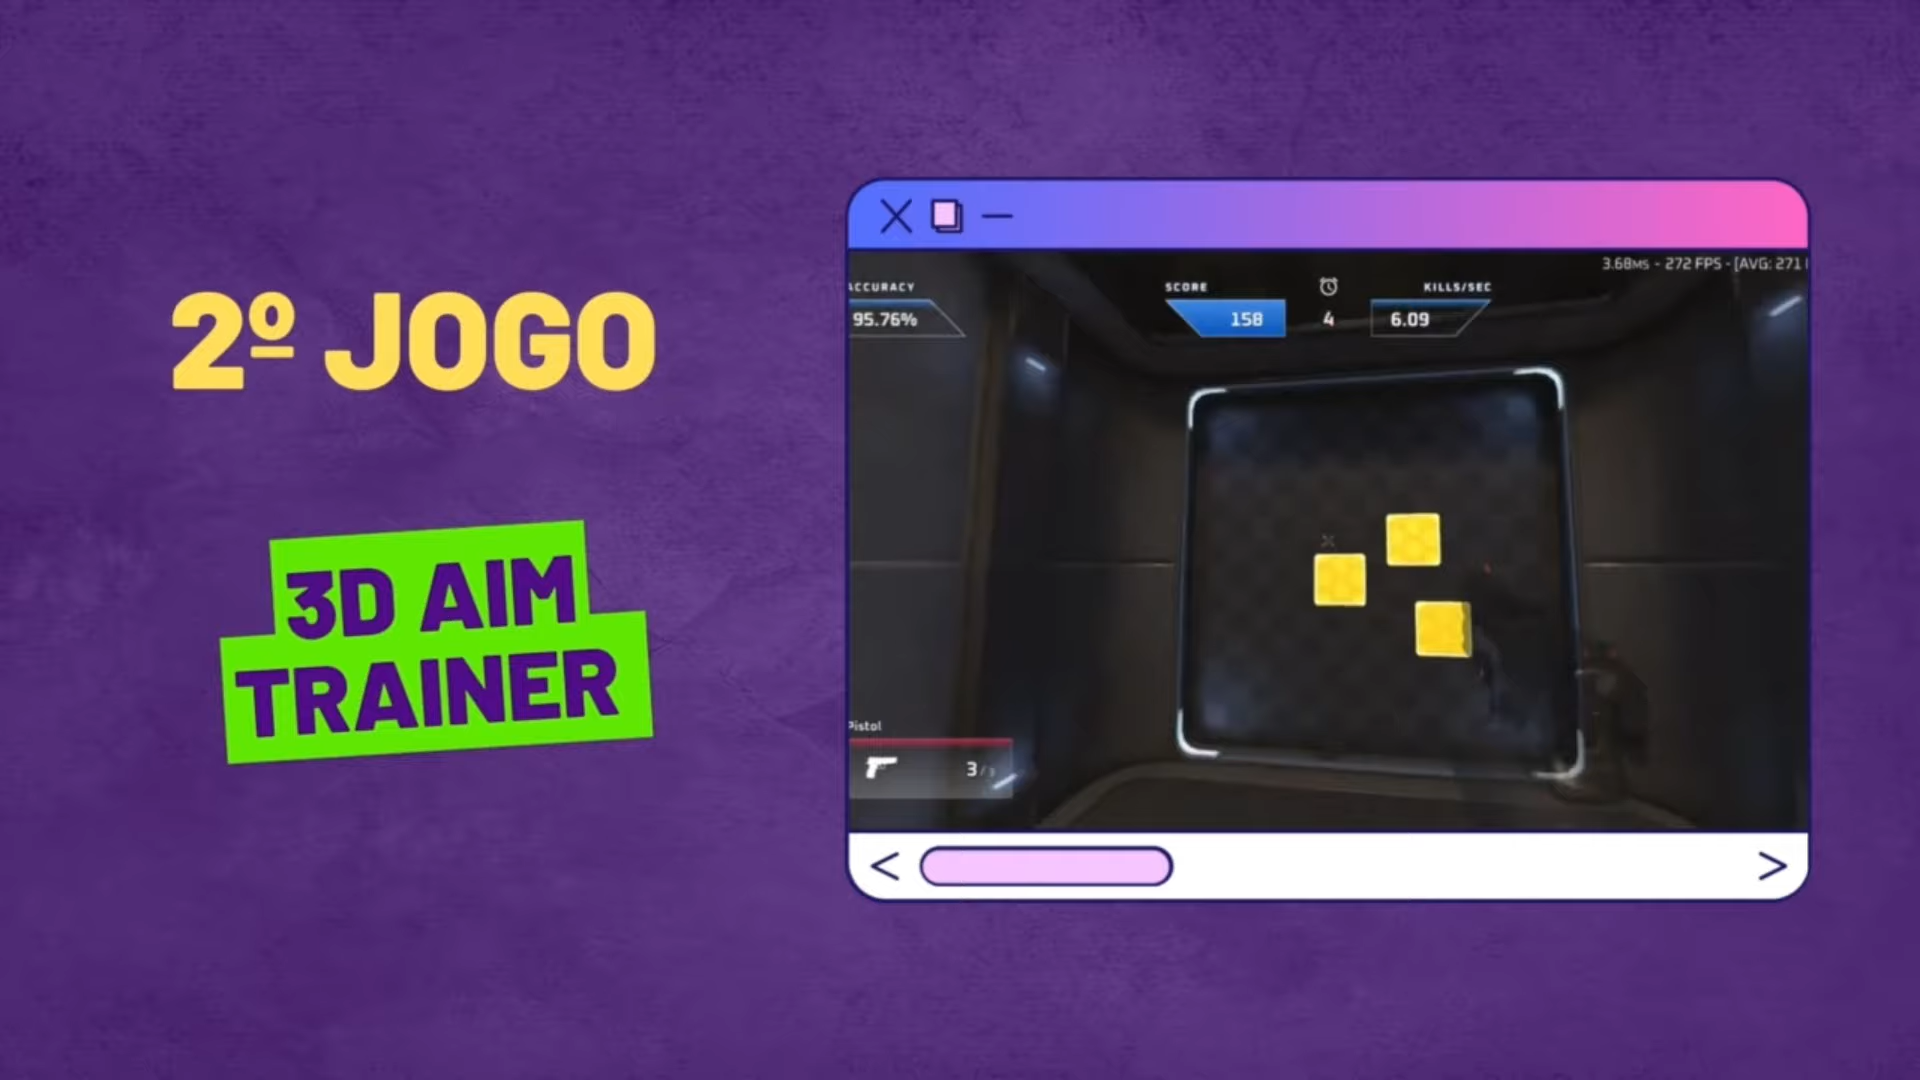 2º JOGO
3D AIM
TRAINER
3.68MS - 272 FPS - [AVG: 271
ACCURACY
95.76%
SCORE
158
4
KILLS/SEC
6.09
Pistol
3 / 3